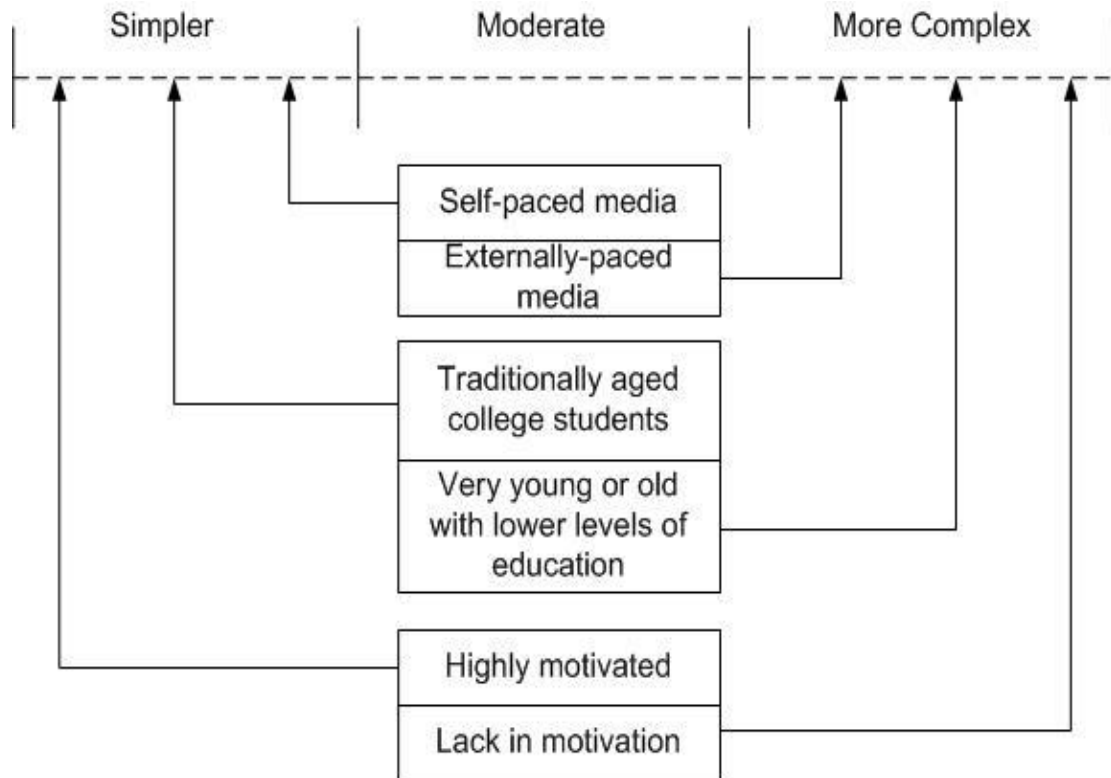 Simpler
Moderate
More Complex
Self-paced media
Externally-paced
media
Traditionally aged
college students
Very young or old
with lower levels of
education
Highly motivated
Lack in motivation